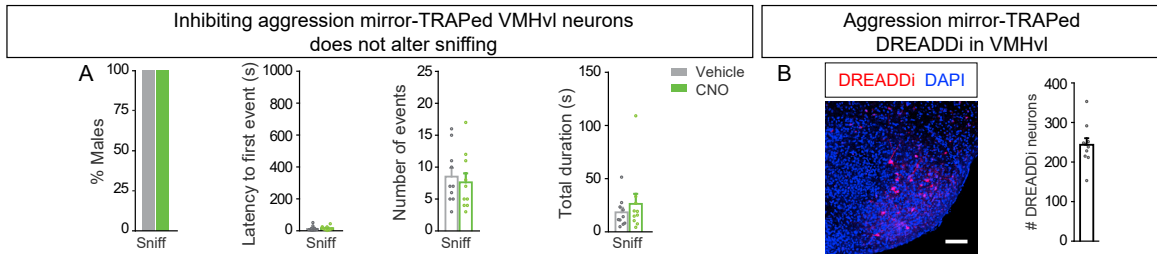 Inhibiting aggression mirror-TRAPed VMHvl neurons
does not alter sniffing
Aggression mirror-TRAPed
DREADDi in VMHvl
A
% Males
100
75
50
25
0
Sniff
Latency to first event (s)
1000
800
600
400
200
0
Sniff
Number of events
25
20
15
10
5
0
Sniff
Total duration (s)
150
100
50
0
Sniff
Vehicle
CNO
B
DREADDi DAPI
# DREADDi neurons
400
300
200
100
0